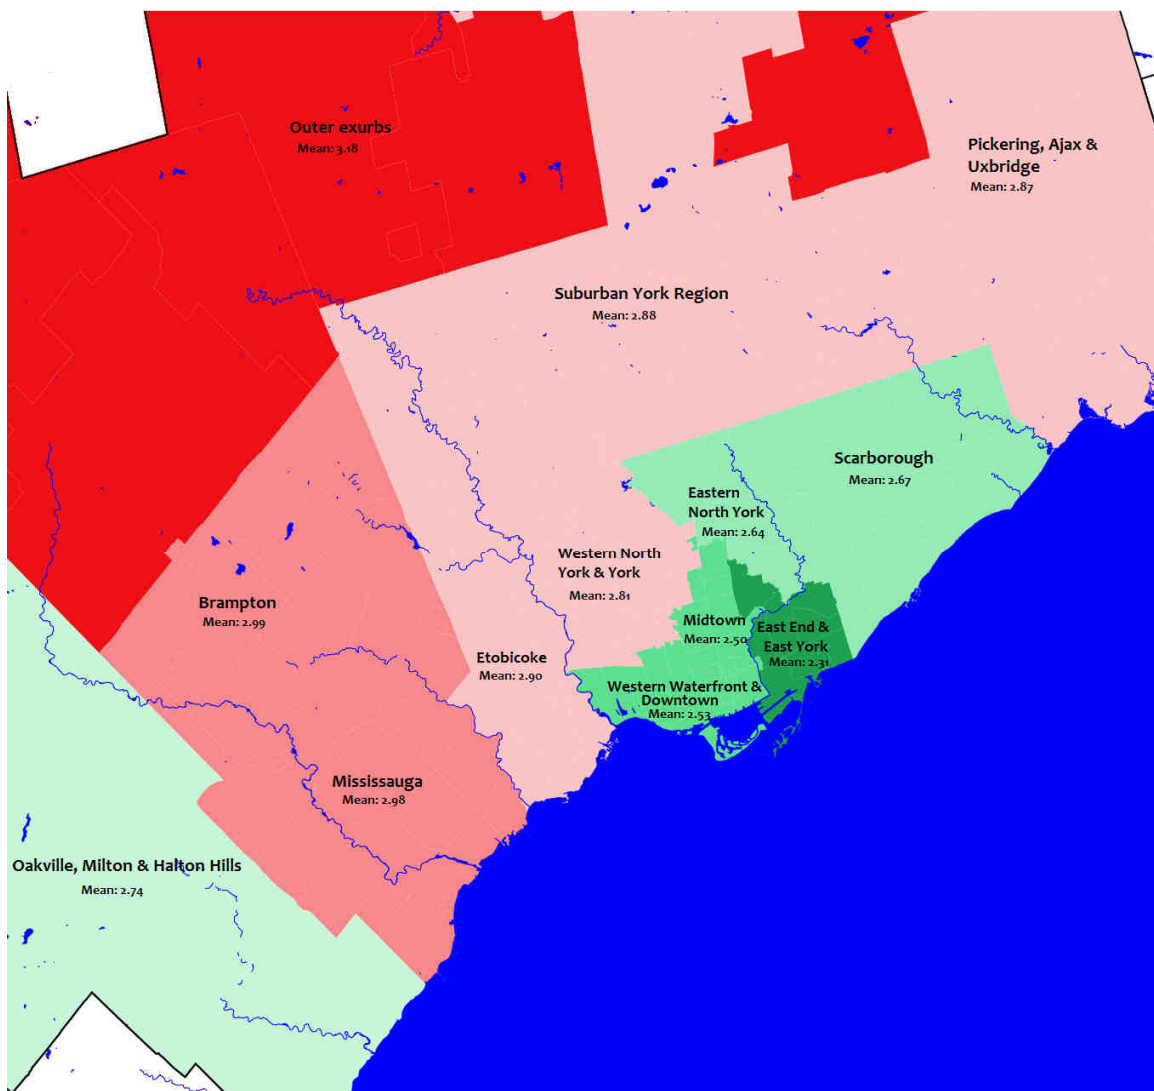 Outer exurbs
Mean: 3.18
Pickering, Ajax &
Uxbridge
Mean: 2.87
Suburban York Region
Mean: 2.88
Scarborough
Mean: 2.67
Eastern
North York
Mean: 2.64
Western North
York & York
Mean: 2.81
Brampton
Mean: 2.99
Midtown
Mean: 2.50
East End &
East York
Mean: 2.31
Etobicoke
Mean: 2.90
Western Waterfront &
Downtown
Mean: 2.53
Mississauga
Mean: 2.98
Oakville, Milton & Halton Hills
Mean: 2.74